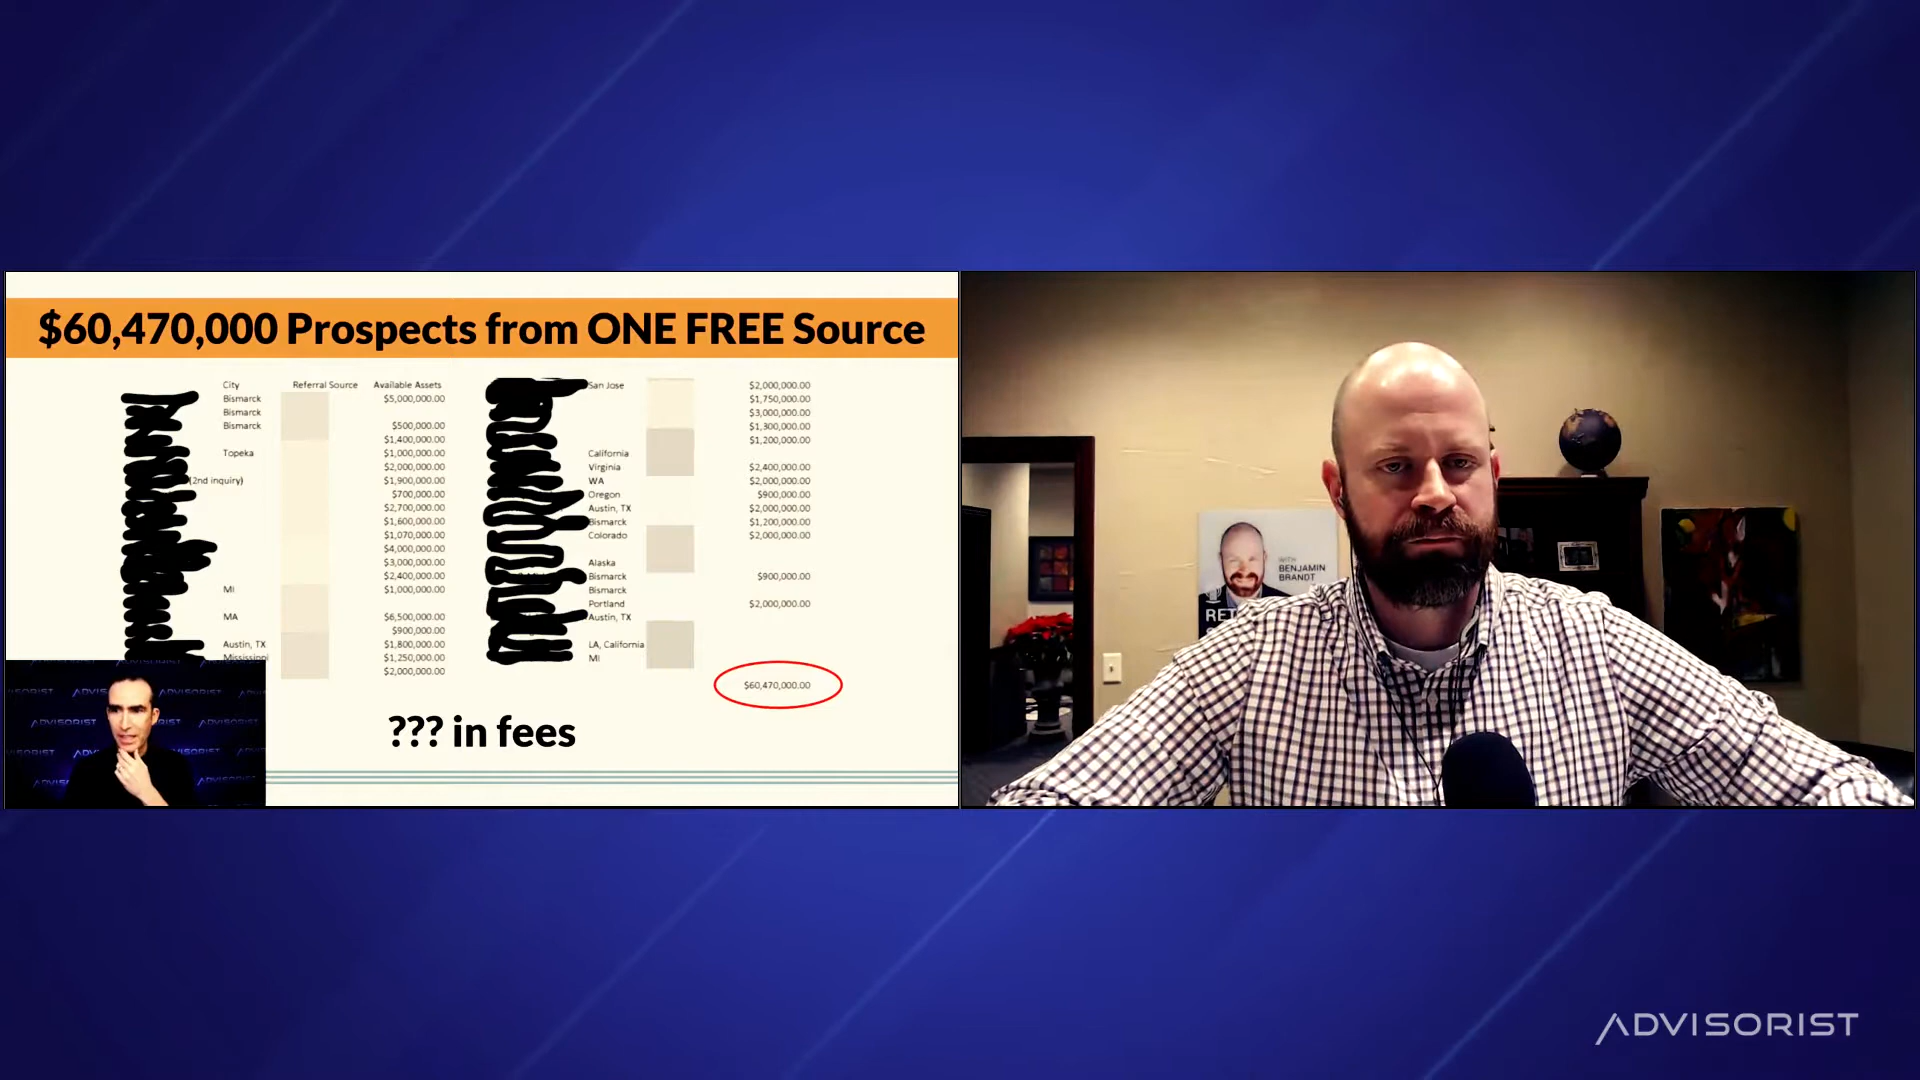 $60,470,000 Prospects from ONE FREE Source
City Referral Source Available Assets
Bismarck $5,000,000.00
Bismarck
Bismarck $500,000.00
$1,400,000.00
Topeka $1,000,000.00
$2,000,000.00
(2nd inquiry) $1,900,000.00
$700,000.00
$2,700,000.00
$1,600,000.00
$1,070,000.00
$4,000,000.00
$3,000,000.00
$2,400,000.00
MI $1,000,000.00
MA $6,500,000.00
$900,000.00
Austin, TX $1,800,000.00
Mississippi $1,250,000.00
$2,000,000.00
San Jose $2,000,000.00
$1,750,000.00
$3,000,000.00
$1,300,000.00
$1,200,000.00
California
Virginia $2,400,000.00
WA $2,000,000.00
Oregon $900,000.00
Austin, TX $2,000,000.00
Bismarck $1,200,000.00
Colorado $2,000,000.00
Alaska
Bismarck $900,000.00
Bismarck
Portland $2,000,000.00
Austin, TX
LA, California
MI
$60,470,000.00
??? in fees
ADVISORIST
ADVISORIST
ADVISORIST
WITH
BENJAMIN
BRANDT
ADVISORIST